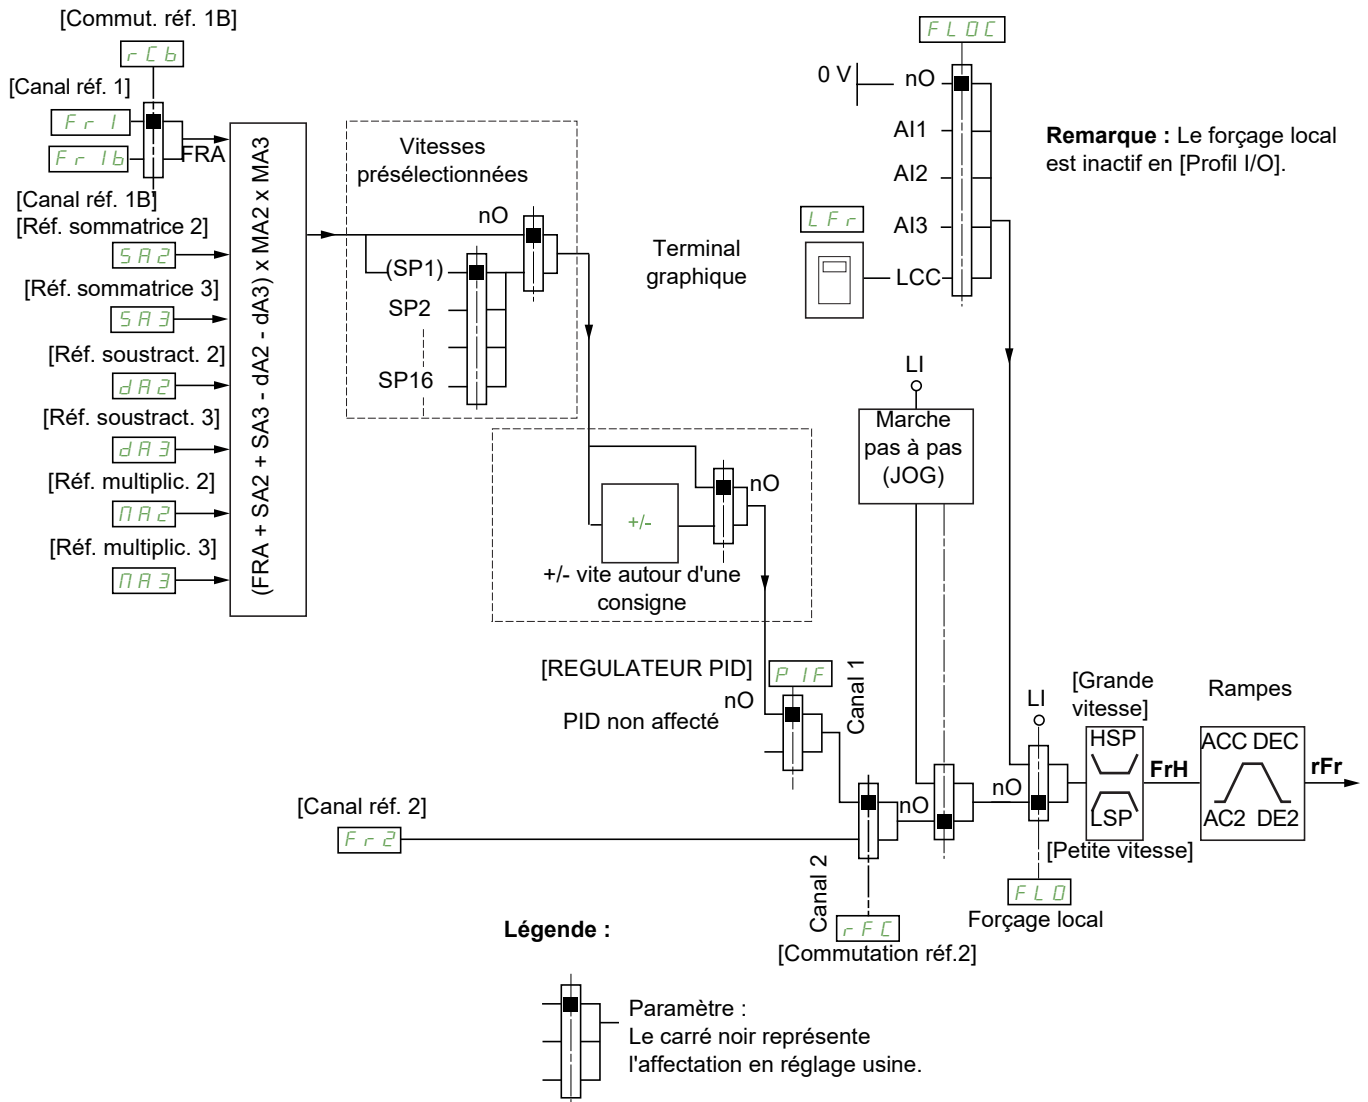 [Commut. réf. 1B]
rCb
[Canal réf. 1]
Fr1
Fr1b
FRA
[Canal réf. 1B]
[Réf. sommatrice 2]
SA2
[Réf. sommatrice 3]
SA3
[Réf. soustract. 2]
dA2
[Réf. soustract. 3]
dA3
[Réf. multiplic. 2]
MA2
[Réf. multiplic. 3]
MA3
(FRA + SA2 + SA3 - dA2 - dA3) x MA2 x MA3
Vitesses
présélectionnées
nO
(SP1)
SP2
SP16
+/-
nO
+/- vite autour d'une
consigne
FLOC
0 V
nO
AI1
AI2
AI3
LCC
LFr
Terminal
graphique
Remarque : Le forçage local
est inactif en [Profil I/O].
LI
Marche
pas à pas
(JOG)
[REGULATEUR PID]
PIF
nO
PID non affecté
Canal 1
[Canal réf. 2]
Fr2
Canal 2
nO
rFC
[Commutation réf.2]
nO
LI
FLO
Forçage local
[Grande
vitesse]
HSP
LSP
[Petite vitesse]
FrH
Rampes
ACC DEC
AC2 DE2
rFr
Légende :
Paramètre :
Le carré noir représente
l'affectation en réglage usine.